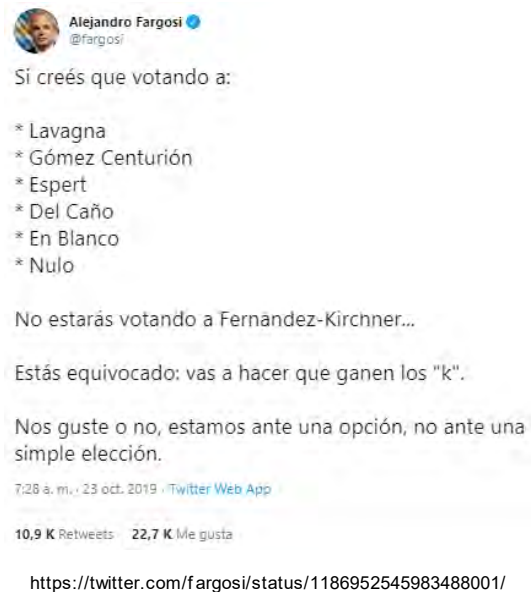 Alejandro Fargosi
@fargosi
Si creés que votando a:
* Lavagna
* Gómez Centurión
* Espert
* Del Caño
* En Blanco
* Nulo
No estarás votando a Fernández-Kirchner...
Estás equivocado: vas a hacer que ganen los "k".
Nos guste o no, estamos ante una opción, no ante una
simple elección.
7:28 a. m. · 23 oct. 2019 · Twitter Web App
10,9 K Retweets 22,7 K Me gusta
https://twitter.com/fargosi/status/1186952545983488001/